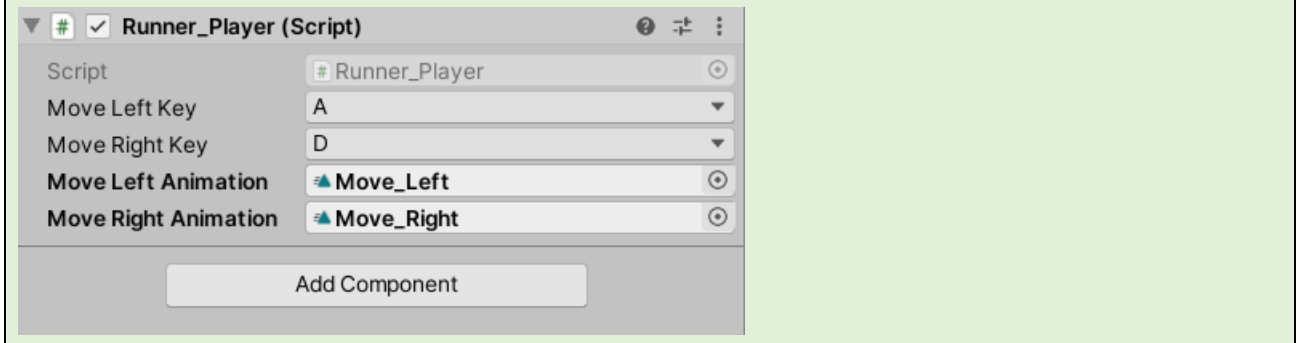 # Runner_Player (Script)
Script # Runner_Player
Move Left Key A
Move Right Key D
Move Left Animation Move_Left
Move Right Animation Move_Right
Add Component